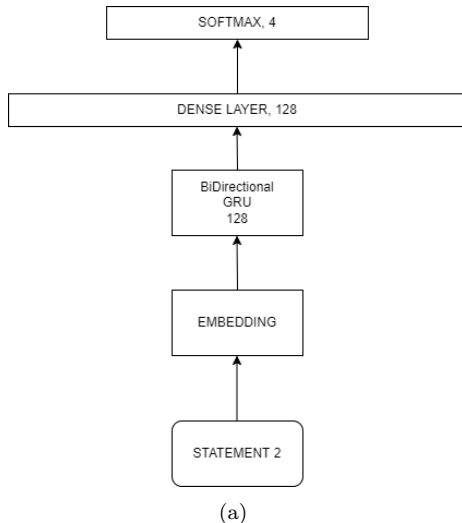 SOFTMAX, 4
DENSE LAYER, 128
BiDirectional
GRU
128
EMBEDDING
STATEMENT 2
(a)